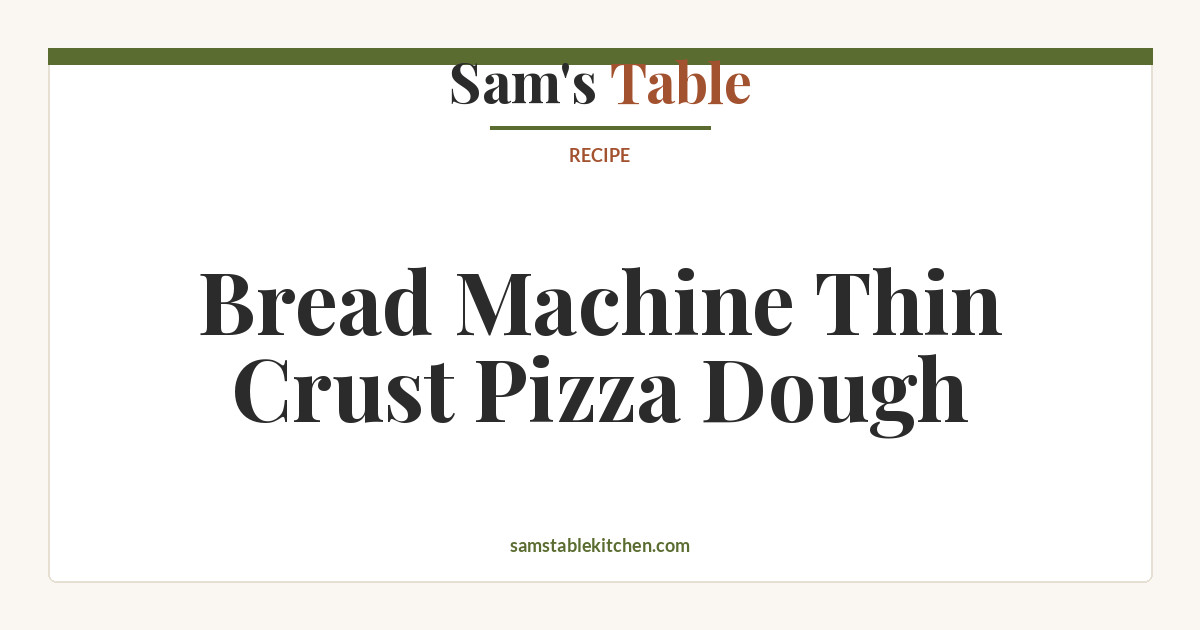 Sam's Table
RECIPE
Bread Machine Thin
Crust Pizza Dough
samstablekitchen.com